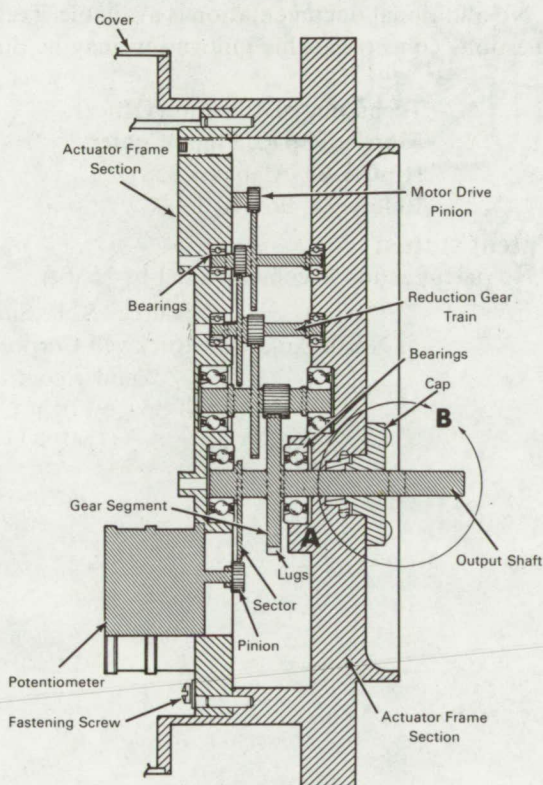 Cover
Actuator Frame
Section
Motor Drive
Pinion
Bearings
Reduction Gear
Train
Bearings
Cap
B
Gear Segment
A
Output Shaft
Lugs
Sector
Pinion
Potentiometer
Fastening Screw
Actuator Frame
Section